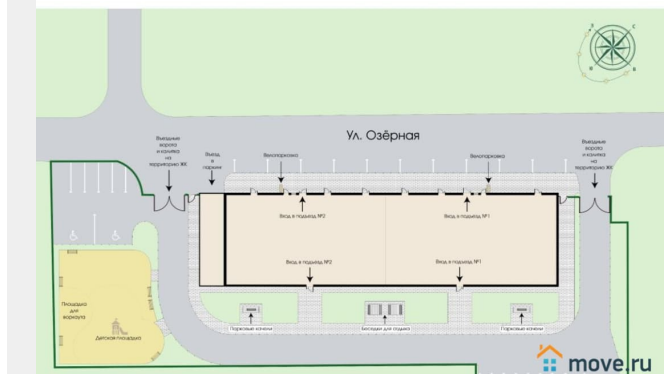 З
С
Ю
В
Ул. Озёрная
Въездные
ворота
и калитка
на
территорию ЖК
Въезд
в
паркинг
Велопарковка
Велопарковка
Въездные
ворота
и калитка
на
территорию ЖК
Вход в подъезд №2
Вход в подъезд №1
Вход в подъезд №2
Вход в подъезд №1
Площадка
для
воркаута
Детская площадка
Парковые качели
Беседки для отдыха
Парковые качели
move.ru